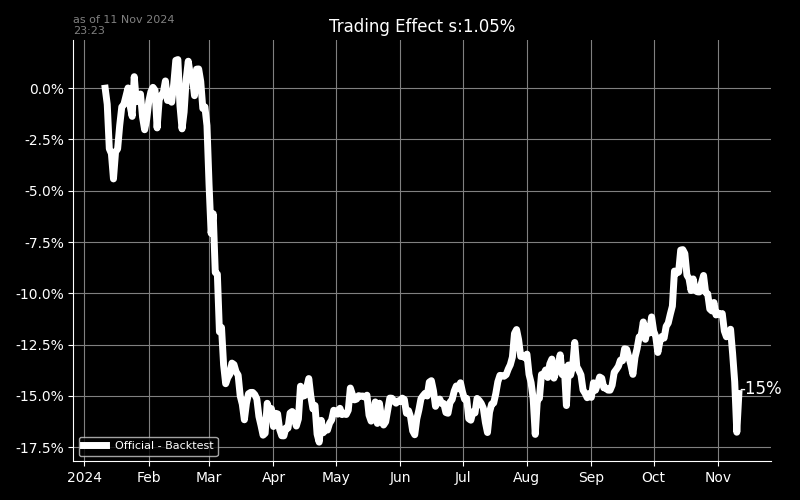 as of 11 Nov 2024
23:23
Trading Effect s:1.05%
0.0%
-2.5%
-5.0%
-7.5%
-10.0%
-12.5%
-15.0%
-17.5%
-15%
Official - Backtest
2024 Feb Mar Apr May Jun Jul Aug Sep Oct Nov